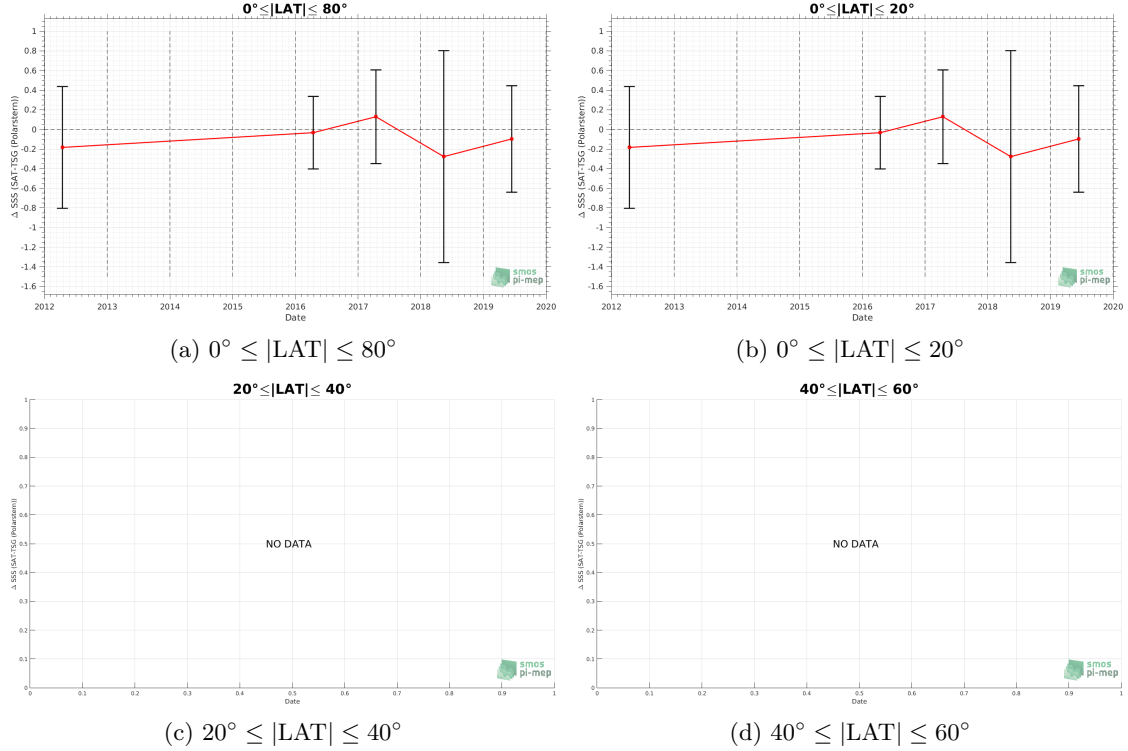 0°≤|LAT|≤ 80°
1
0.8
0.6
0.4
0.2
0
-0.2
-0.4
-0.6
-0.8
-1
-1.2
-1.4
-1.6
Δ SSS (SAT-TSG (Polarstern))
2012 2013 2014 2015 2016 2017 2018 2019 2020
Date
smos
pi-mep
(a) 0° ≤ |LAT| ≤ 80°
0°≤|LAT|≤ 20°
1
0.8
0.6
0.4
0.2
0
-0.2
-0.4
-0.6
-0.8
-1
-1.2
-1.4
-1.6
Δ SSS (SAT-TSG (Polarstern))
2012 2013 2014 2015 2016 2017 2018 2019 2020
Date
smos
pi-mep
(b) 0° ≤ |LAT| ≤ 20°
20°≤|LAT|≤ 40°
1
0.9
0.8
0.7
0.6
0.5
0.4
0.3
0.2
0.1
0
Δ SSS (SAT-TSG (Polarstern))
NO DATA
0 0.1 0.2 0.3 0.4 0.5 0.6 0.7 0.8 0.9 1
Date
smos
pi-mep
(c) 20° ≤ |LAT| ≤ 40°
40°≤|LAT|≤ 60°
1
0.9
0.8
0.7
0.6
0.5
0.4
0.3
0.2
0.1
0
Δ SSS (SAT-TSG (Polarstern))
NO DATA
0 0.1 0.2 0.3 0.4 0.5 0.6 0.7 0.8 0.9 1
Date
smos
pi-mep
(d) 40° ≤ |LAT| ≤ 60°